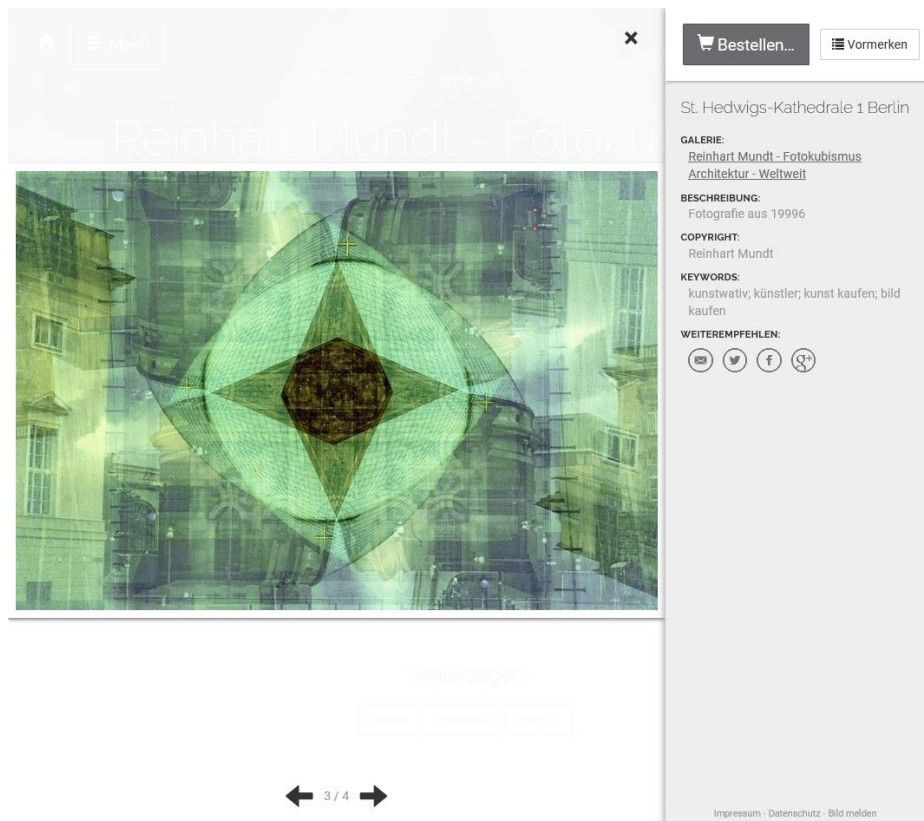 Menü
Reinhart Mundt - Fotoku
Weitersagen
3 / 4
Bestellen...
Vormerken
St. Hedwigs-Kathedrale 1 Berlin
GALERIE:
Reinhart Mundt - Fotokubismus
Architektur - Weltweit
BESCHREIBUNG:
Fotografie aus 19996
COPYRIGHT:
Reinhart Mundt
KEYWORDS:
kunstwativ; künstler; kunst kaufen; bild
kaufen
WEITEREMPFEHLEN:
Impressum - Datenschutz - Bild melden